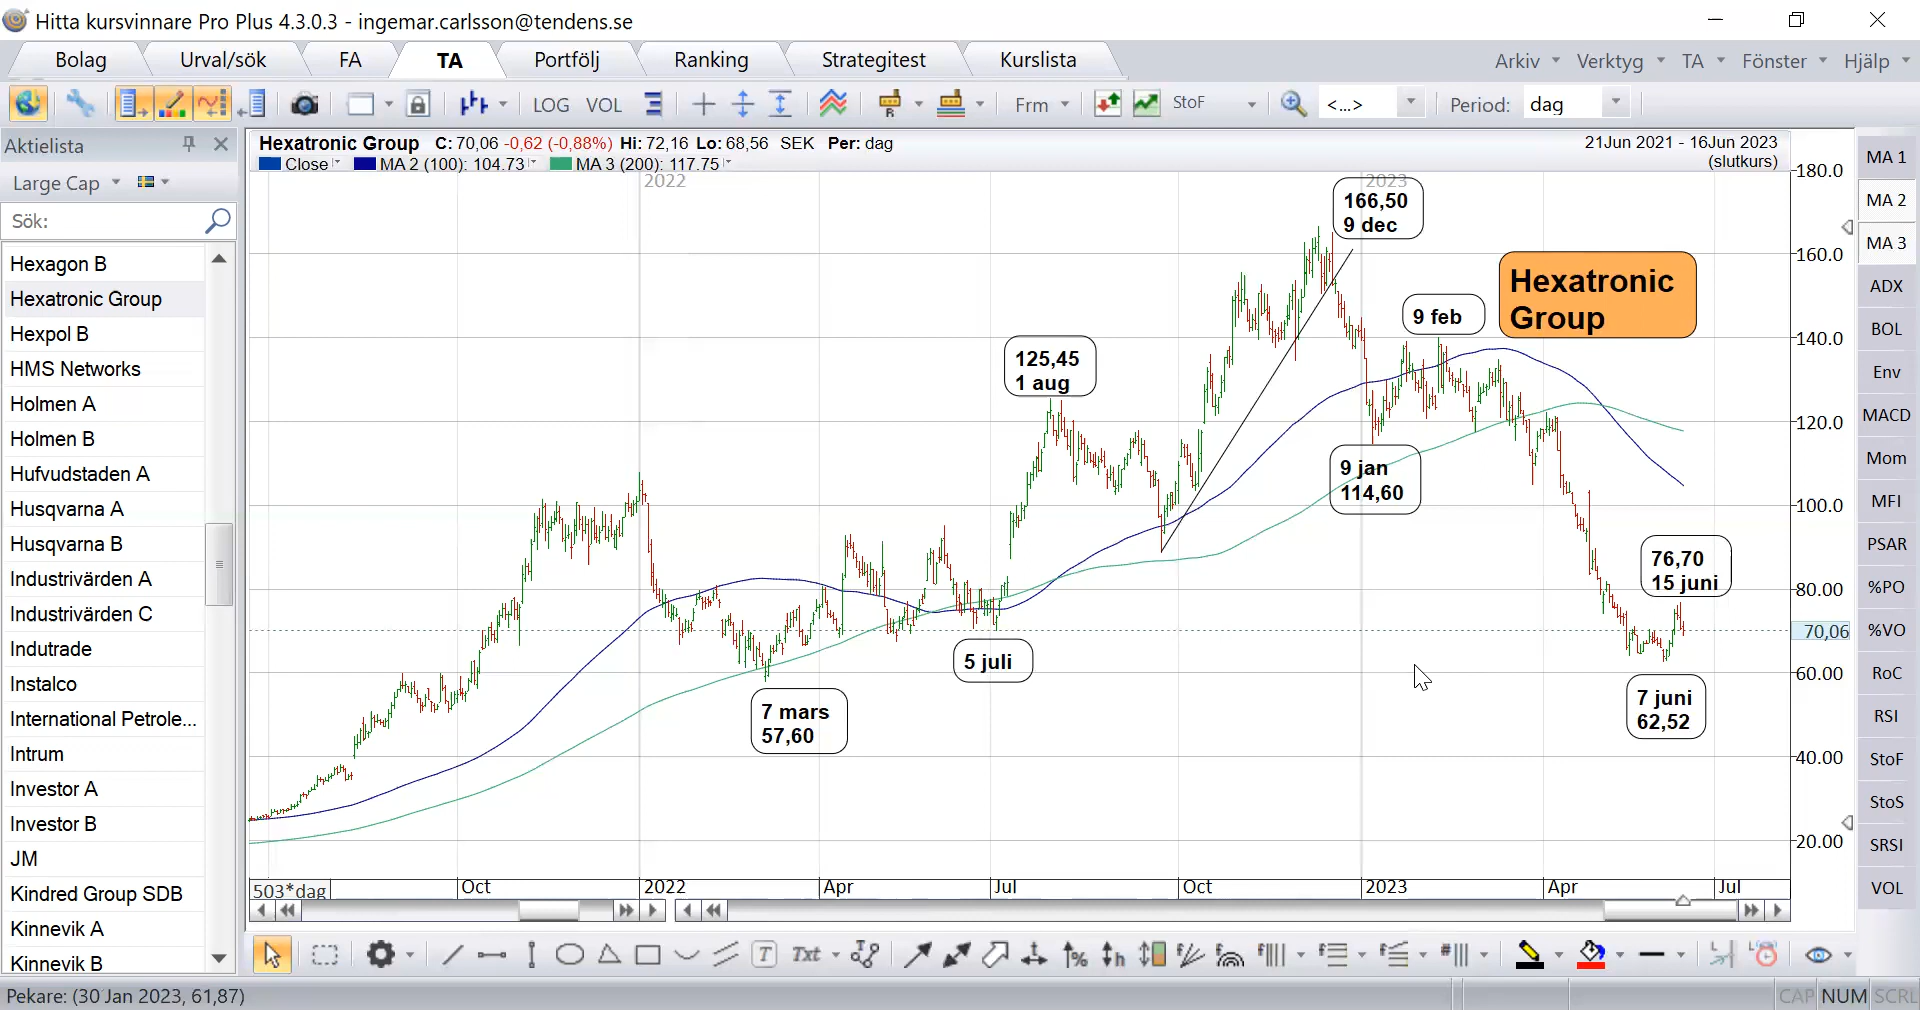 Hitta kursvinnare Pro Plus 4.3.0.3 - ingemar.carlsson@tendens.se
Bolag Urval/sök FA TA Portfölj Ranking Strategitest Kurslista Arkiv Verktyg TA Fönster Hjälp
LOG VOL R Frm StoF <...> Period: dag
Aktielista
Large Cap
Sök:
Hexagon B
Hexatronic Group
Hexpol B
HMS Networks
Holmen A
Holmen B
Hufvudstaden A
Husqvarna A
Husqvarna B
Industrivärden A
Industrivärden C
Indutrade
Instalco
International Petrole...
Intrum
Investor A
Investor B
JM
Kindred Group SDB
Kinnevik A
Kinnevik B
Hexatronic Group C: 70,06 -0,62 (-0,88%) Hi: 72,16 Lo: 68,56 SEK Per: dag
21Jun 2021 - 16Jun 2023
(slutkurs)
Close MA 2 (100): 104.73 MA 3 (200): 117.75
2022
2023
166,50
9 dec
Hexatronic
Group
9 feb
125,45
1 aug
9 jan
114,60
76,70
15 juni
5 juli
7 mars
57,60
7 juni
62,52
180.0
160.0
140.0
120.0
100.0
80.00
70,06
60.00
40.00
20.00
503*dag Oct 2022 Apr Jul Oct 2023 Apr Jul
MA 1
MA 2
MA 3
ADX
BOL
Env
MACD
Mom
MFI
PSAR
%PO
%VO
RoC
RSI
StoF
StoS
SRSI
VOL
T Txt % h
Pekare: (30 Jan 2023, 61,87)
CAP NUM SCRL